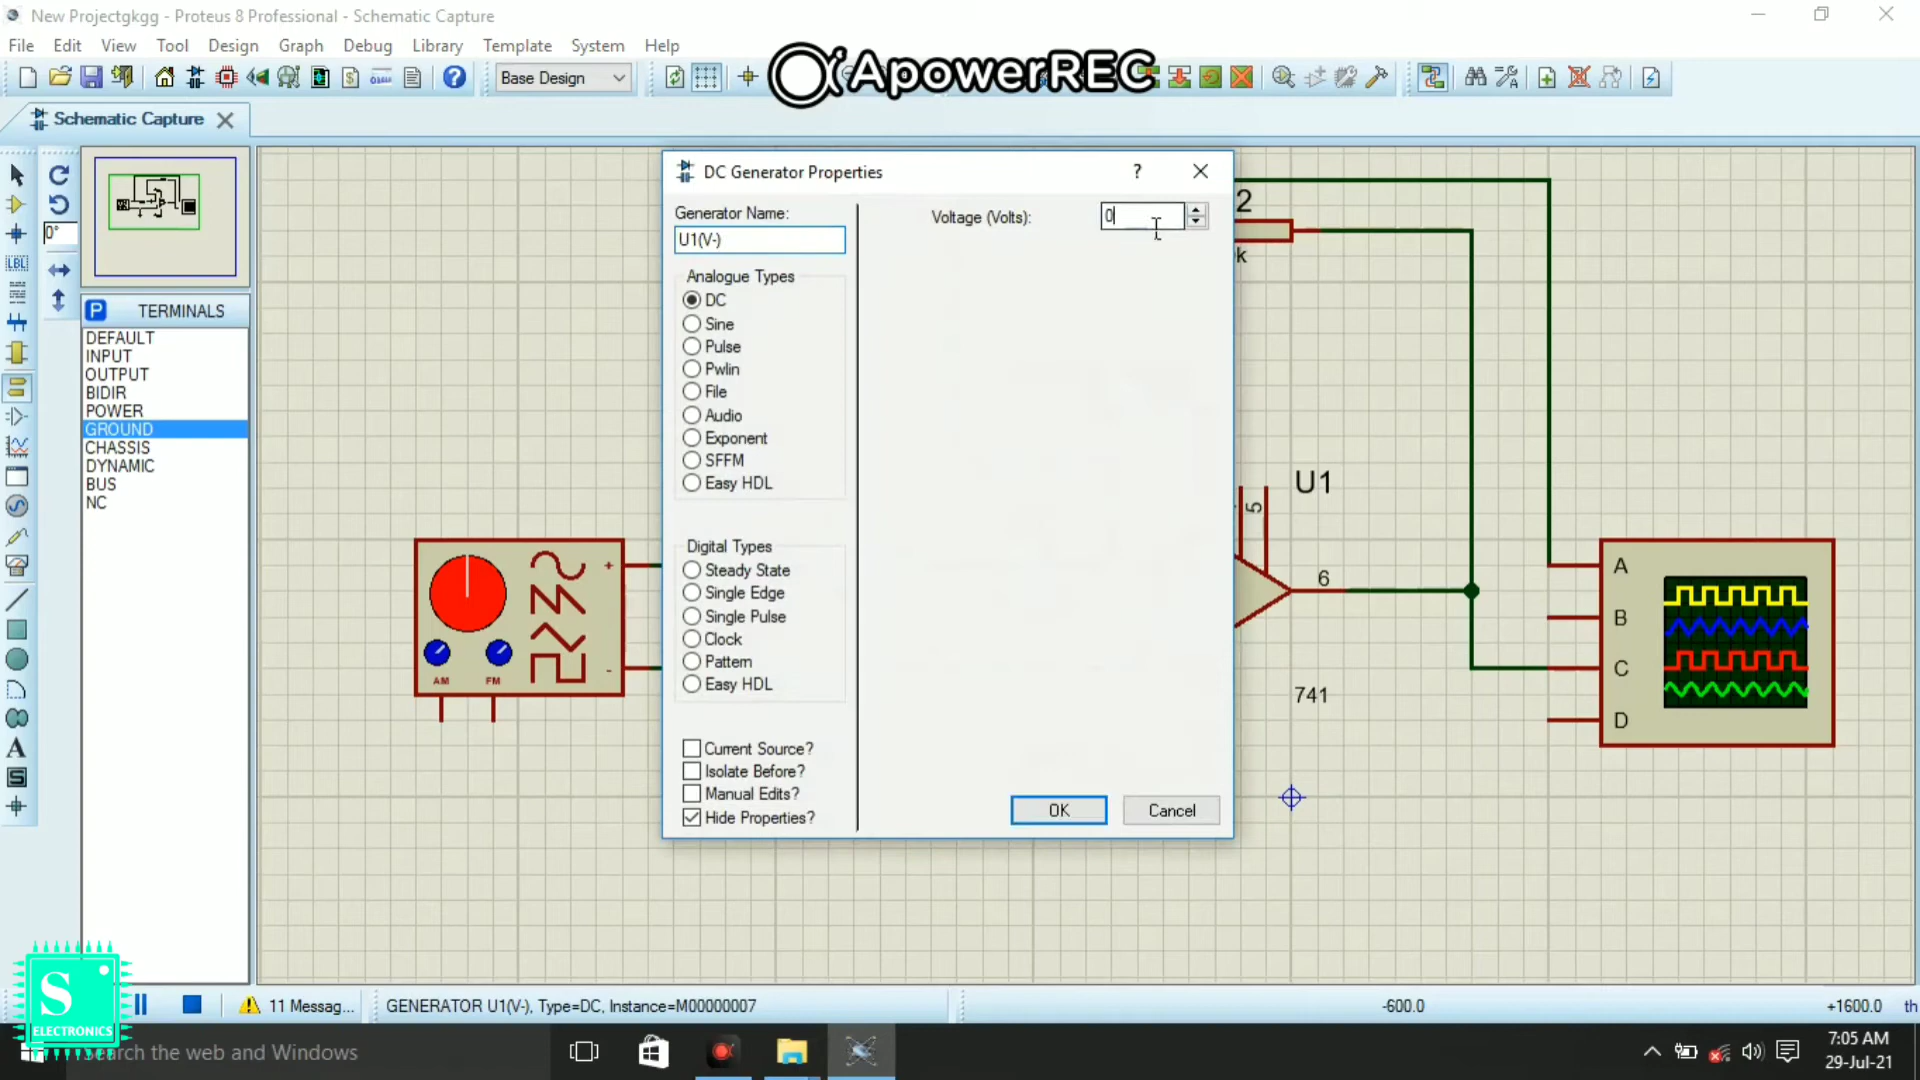 New Projectgkgg - Proteus 8 Professional - Schematic Capture
File Edit View Tool Design Graph Debug Library Template System Help
Base Design
ApowerREC
Schematic Capture
0°
LBL
P TERMINALS
DEFAULT
INPUT
OUTPUT
BIDIR
POWER
GROUND
CHASSIS
DYNAMIC
BUS
NC
A
S
DC Generator Properties
?
Generator Name:
U1(V-)
Analogue Types
DC
Sine
Pulse
Pwlin
File
Audio
Exponent
SFFM
Easy HDL
Digital Types
Steady State
Single Edge
Single Pulse
Clock
Pattern
Easy HDL
Current Source?
Isolate Before?
Manual Edits?
Hide Properties?
Voltage (Volts):
0
OK
Cancel
+
-
AM
FM
2
k
U1
5
6
741
A
B
C
D
S
ELECTRONICS
11 Messag...
GENERATOR U1(V-), Type=DC, Instance=M00000007
-600.0
+1600.0
th
Search the web and Windows
7:05 AM
29-Jul-21